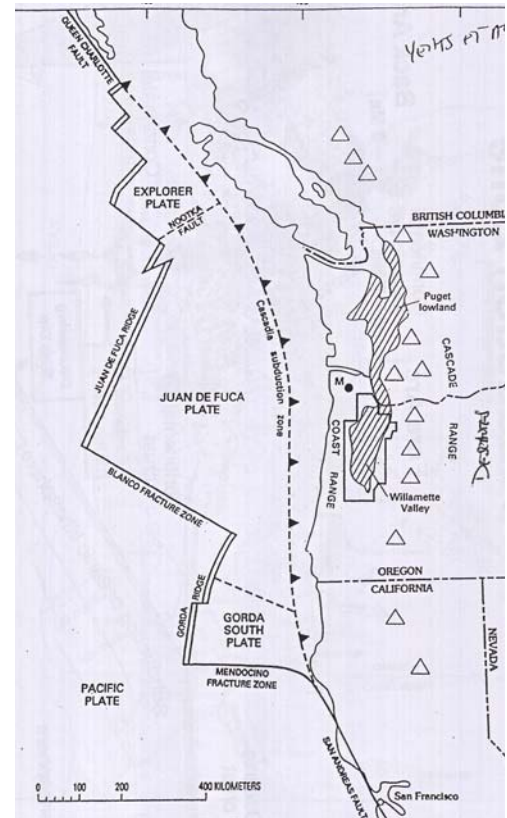 QUEEN CHARLOTTE
FAULT
EXPLORER
PLATE
NOOTKA
FAULT
BRITISH COLUMBI
WASHINGTON
Puget
lowland
JUAN DE FUCA RIDGE
Cascadia subduction zone
CASCADE
RANGE
JUAN DE FUCA
PLATE
M
COAST
RANGE
BLANCO FRACTURE ZONE
Willamette
Valley
OREGON
CALIFORNIA
GORDA RIDGE
GORDA
SOUTH
PLATE
NEVADA
MENDOCINO
FRACTURE ZONE
PACIFIC
PLATE
SAN ANDREAS FAULT
San Francisco
0 100 200 400 KILOMETERS